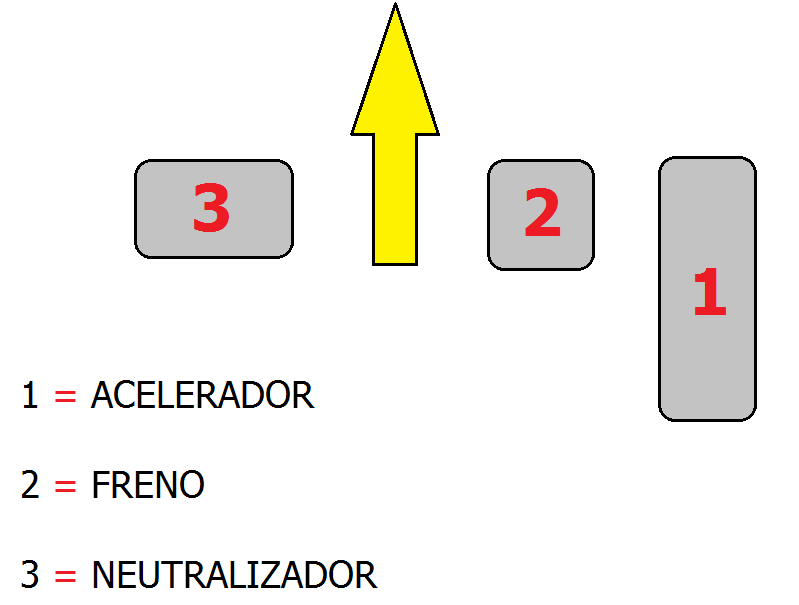 3
2
1
1 = ACELERADOR
2 = FRENO
3 = NEUTRALIZADOR